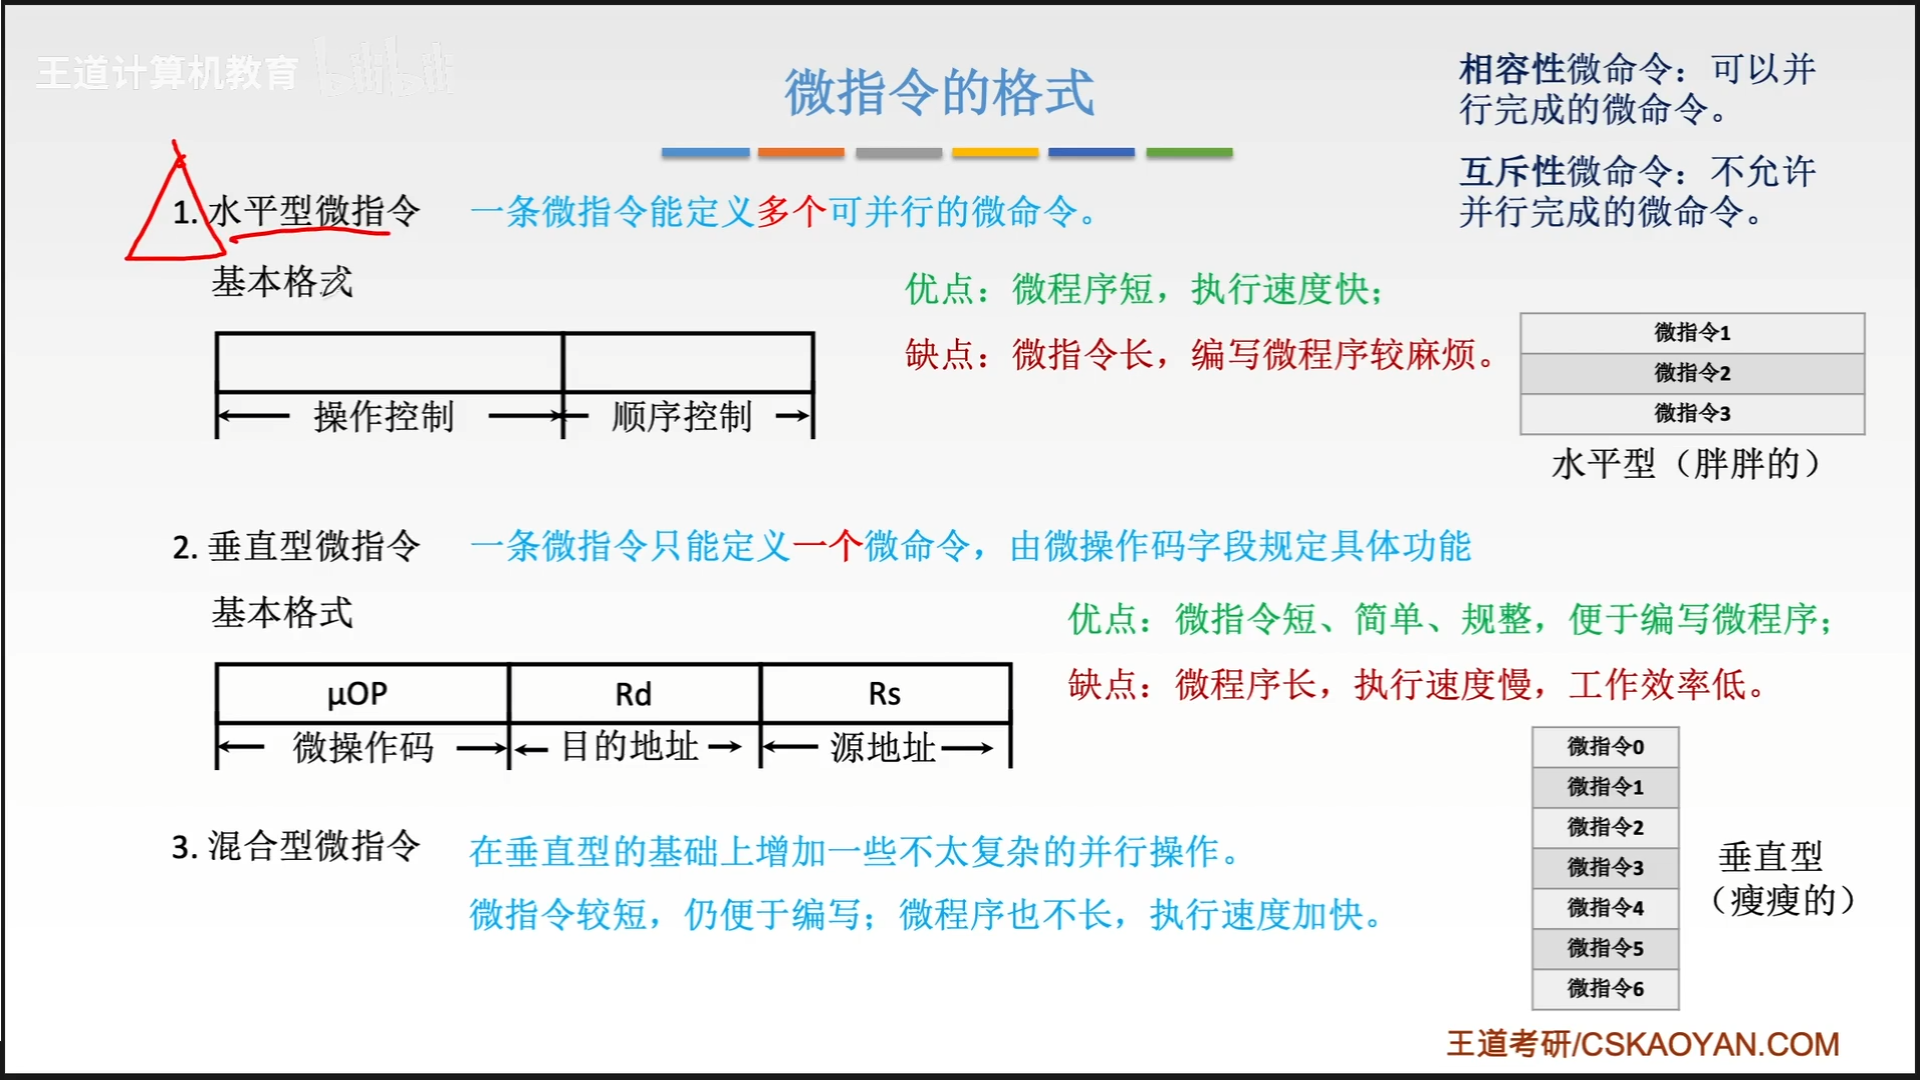 王道计算机教育 bilibili
微指令的格式
相容性微命令：可以并
行完成的微命令。
互斥性微命令：不允许
并行完成的微命令。
1. 水平型微指令 一条微指令能定义多个可并行的微命令。
基本格式
优点：微程序短，执行速度快；
缺点：微指令长，编写微程序较麻烦。
操作控制 顺序控制
微指令1
微指令2
微指令3
水平型（胖胖的）
2. 垂直型微指令 一条微指令只能定义一个微命令，由微操作码字段规定具体功能
基本格式
优点：微指令短、简单、规整，便于编写微程序；
缺点：微程序长，执行速度慢，工作效率低。
μOP Rd Rs
微操作码 目的地址 源地址
微指令0
微指令1
微指令2
微指令3
微指令4
微指令5
微指令6
垂直型
（瘦瘦的）
3. 混合型微指令 在垂直型的基础上增加一些不太复杂的并行操作。
微指令较短，仍便于编写；微程序也不长，执行速度加快。
王道考研/CSKAOYAN.COM